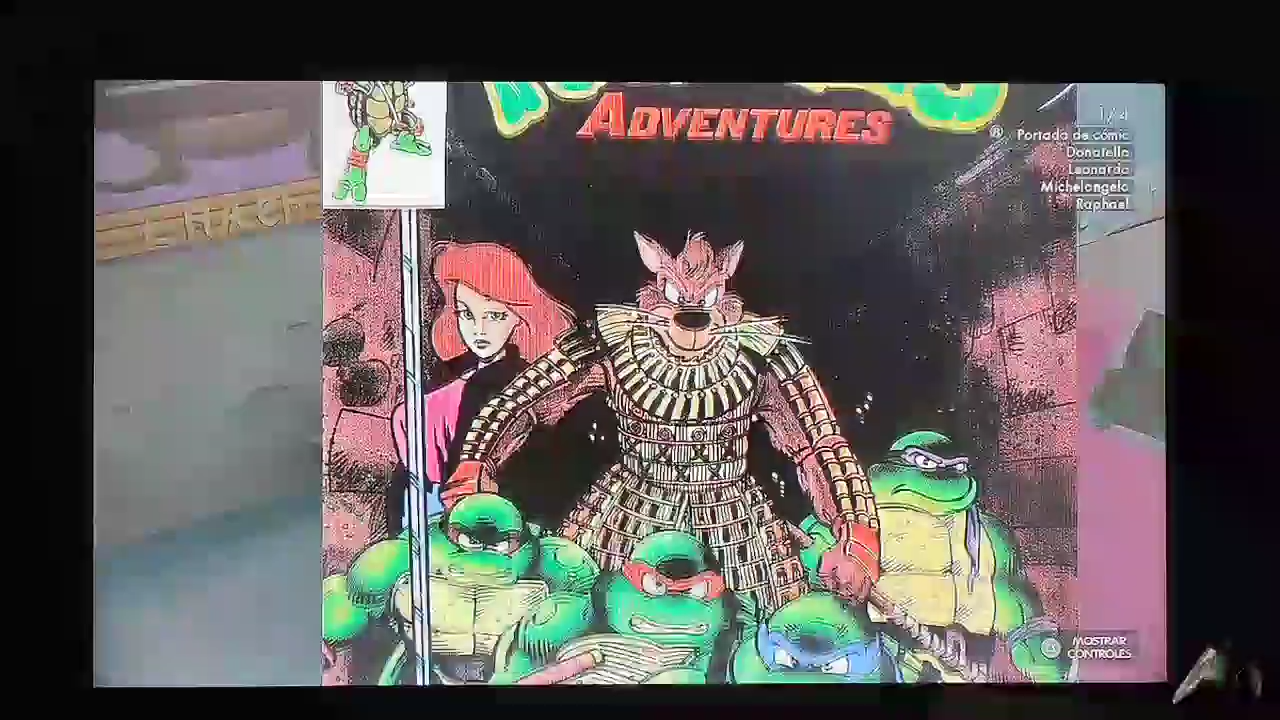 ADVENTURES
1/4
® Portada de cómic
Donatello
Leonardo
Michelangelo
Raphael
MOSTRAR
CONTROLES